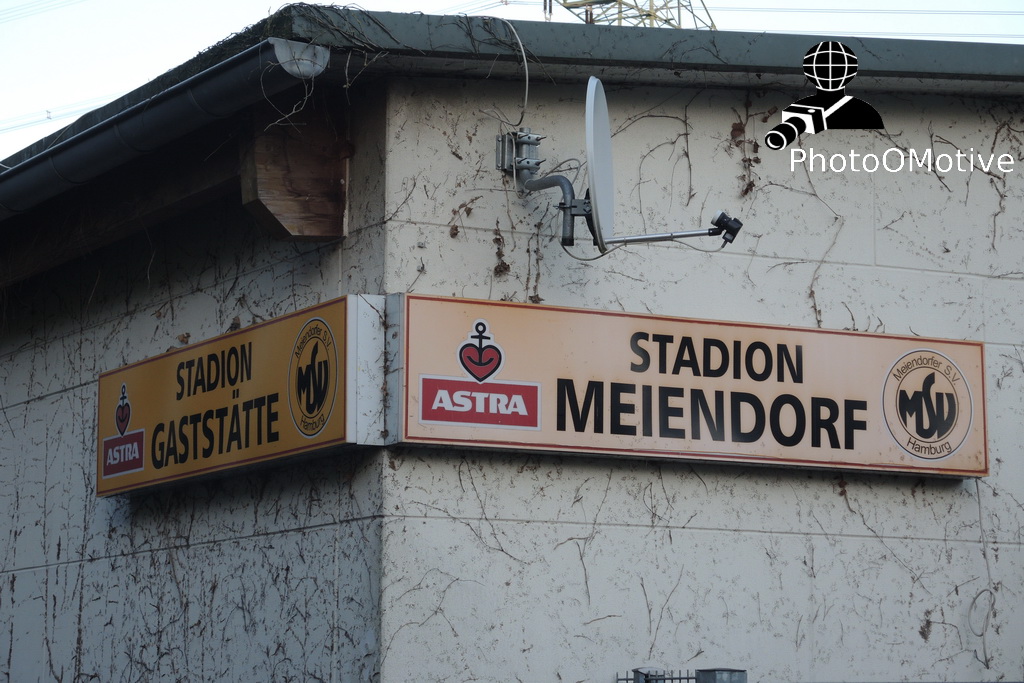 PhotoOMotive
STADION
GASTSTÄTTE
ASTRA
Meiendorfer S.V.
MSV
Hamburg
ASTRA
STADION
MEIENDORF
Meiendorfer S.V.
MSV
Hamburg